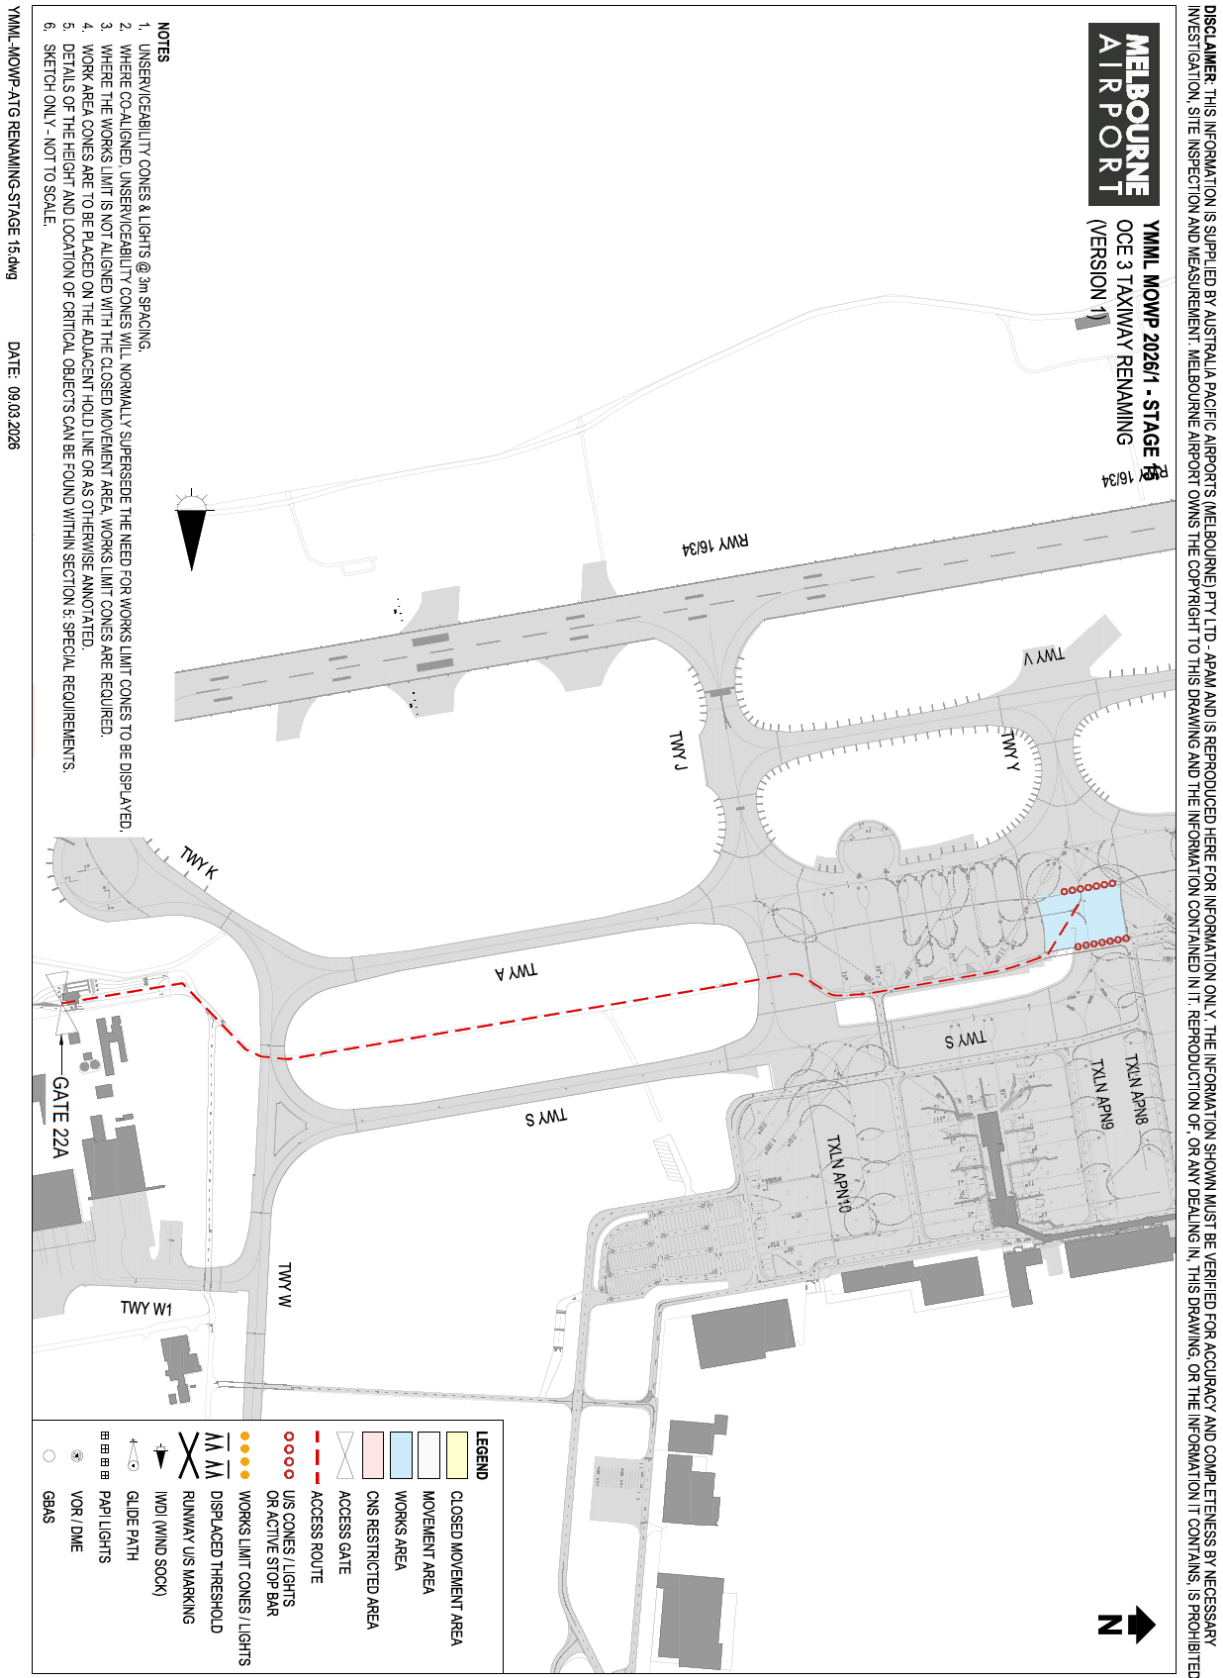 DISCLAIMER: THIS INFORMATION IS SUPPLIED BY AUSTRALIA PACIFIC AIRPORTS (MELBOURNE) PTY LTD - APAM AND IS REPRODUCED HERE FOR INFORMATION ONLY. THE INFORMATION SHOWN MUST BE VERIFIED FOR ACCURACY AND COMPLETENESS BY NECESSARY
INVESTIGATION, SITE INSPECTION AND MEASUREMENT. MELBOURNE AIRPORT OWNS THE COPYRIGHT TO THIS DRAWING AND THE INFORMATION CONTAINED IN IT. REPRODUCTION OF, OR ANY DEALING IN, THIS DRAWING, OR THE INFORMATION IT CONTAINS, IS PROHIBITED
MELBOURNE
AIRPORT
YMML MOWP 2026/1 - STAGE 15
OCE 3 TAXIWAY RENAMING
(VERSION 1)
RWY 16/34
RWY 16/34
TWY V
TWY Y
TWY J
TWY K
TWY A
TWY S
TWY S
TXLN APN8
TXLN APN9
TXLN APN10
TWY W
TWY W1
GATE 22A
N
NOTES
1. UNSERVICEABILITY CONES & LIGHTS @ 3m SPACING.
2. WHERE CO-ALIGNED, UNSERVICEABILITY CONES WILL NORMALLY SUPERSEDE THE NEED FOR WORKS LIMIT CONES TO BE DISPLAYED.
3. WHERE THE WORKS LIMIT IS NOT ALIGNED WITH THE CLOSED MOVEMENT AREA, WORKS LIMIT CONES ARE REQUIRED.
4. WORK AREA CONES ARE TO BE PLACED ON THE ADJACENT HOLD LINE OR AS OTHERWISE ANNOTATED.
5. DETAILS OF THE HEIGHT AND LOCATION OF CRITICAL OBJECTS CAN BE FOUND WITHIN SECTION 5: SPECIAL REQUIREMENTS.
6. SKETCH ONLY - NOT TO SCALE.
LEGEND
CLOSED MOVEMENT AREA
MOVEMENT AREA
WORKS AREA
CNS RESTRICTED AREA
ACCESS GATE
ACCESS ROUTE
U/S CONES / LIGHTS
OR ACTIVE STOP BAR
WORKS LIMIT CONES / LIGHTS
DISPLACED THRESHOLD
RUNWAY U/S MARKING
IWDI (WIND SOCK)
GLIDE PATH
PAPI LIGHTS
VOR / DME
GBAS
YMML-MOWP-ATG RENAMING-STAGE 15.dwg
DATE: 09.03.2026